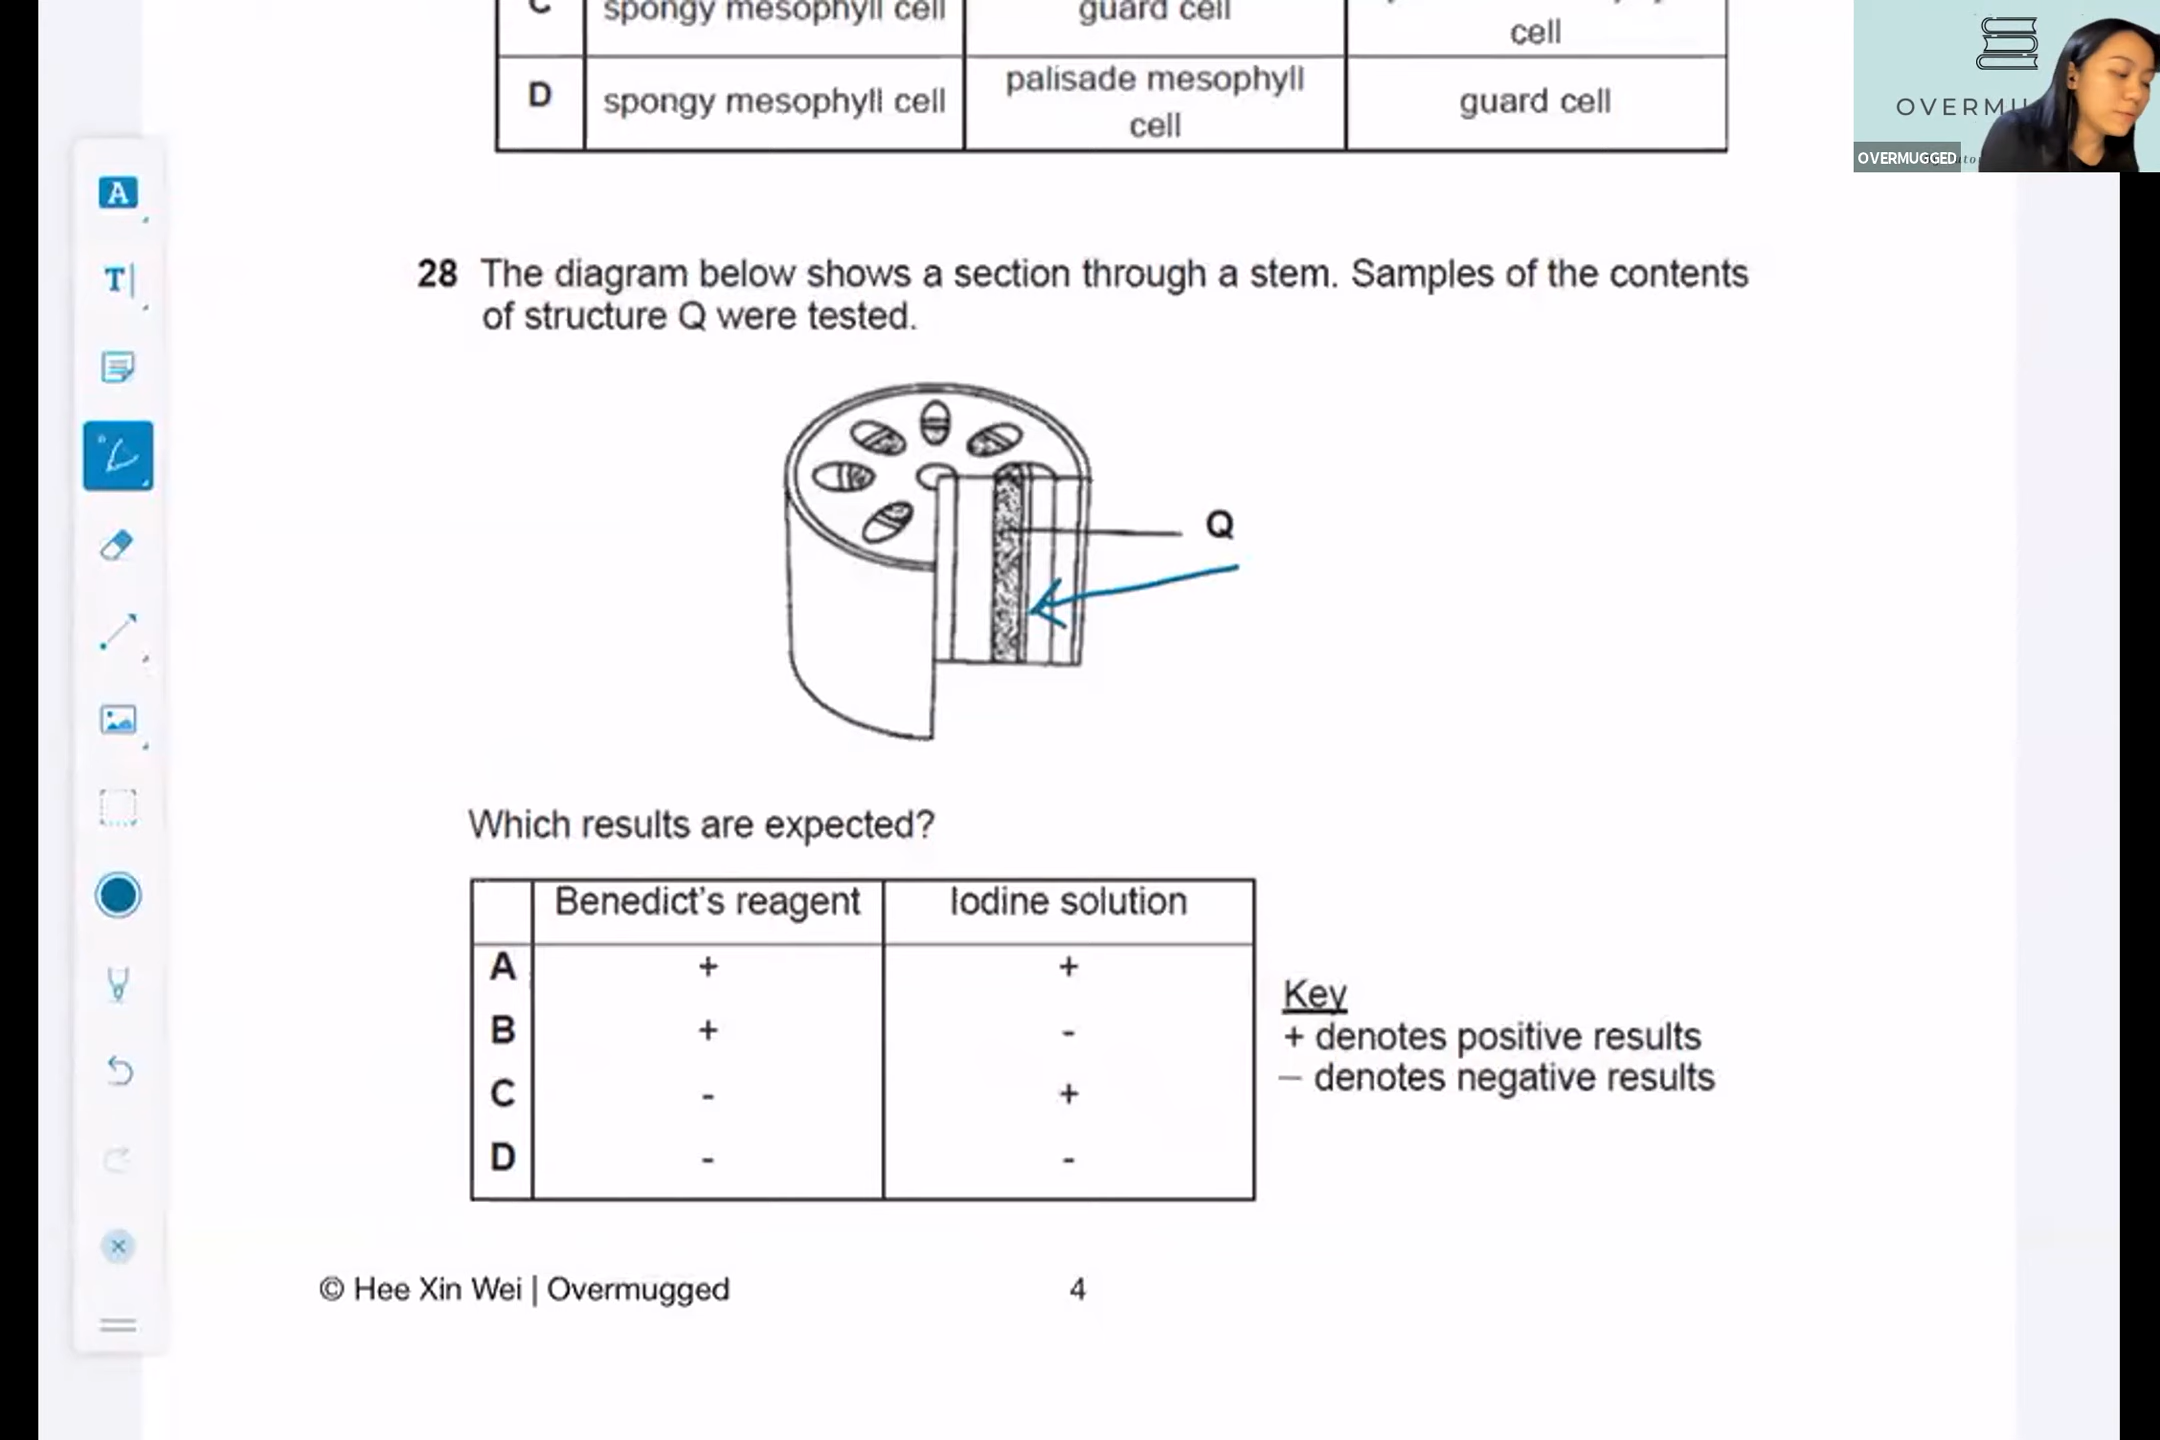 C spongy mesophyll cell guard cell
cell
D spongy mesophyll cell palisade mesophyll cell guard cell
OVERMU
OVERMUGGED
A
T
28 The diagram below shows a section through a stem. Samples of the contents
of structure Q were tested.
Q
Which results are expected?
Benedict's reagent Iodine solution
A + +
B + -
C - +
D - -
Key
+ denotes positive results
– denotes negative results
© Hee Xin Wei | Overmugged 4